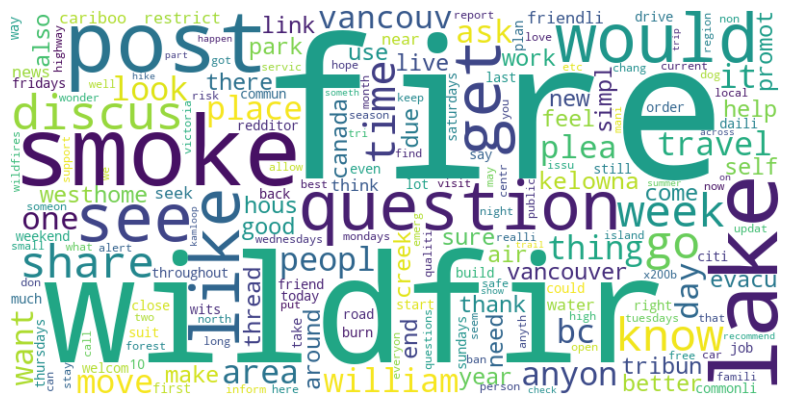 way
cariboo
restrict
post
link
vancouv
ask
friendli
drive
report
love
plan
would
region
non
promot
news
highway
part
also
happen
got
park
near
use
live
get
work
trip
hike
servic
someth
hope
last
you
chang
etc
current
dog
it
fridays
look
there
commun
fire
time
new
simpl
local
discus
wonder
well
risk
place
redditor
canada
due
month
season
keep
tri
say
saturdays
feel
order
help
daili
wildfires
support
we
victoria
smoke
allow
find
even
plea
issu
still
mani
across
travel
self
westhome
seek
back
think
best
lot
visit
may
centr
public
kelowna
come
on
now
summer
someon
one
see
like
hous
good
question
night
emerg
week
go
lake
small
what
alert
kamloop
wednesdays
mondays
sure
air
realli
trail
thing
island
updat
weekend
share
throughout
peopl
creek
qualiti
vancouver
build
safe
show
x200b
citi
evacu
don
close
wildfir
friend
today
start
thank
could
water
day
much
two
suit
wits
north
thread
around
put
road
burn
end
need
seem
high
right
tuesdays
that
recommend
want
thursdays
call
forest
long
take
everyon
questions
sundays
ban
anyth
bc
open
know
free
car
job
tribun
can
stay
welcom
10
make
area
william
year
anyon
better
famili
move
first
inform
here
person
check
commonli